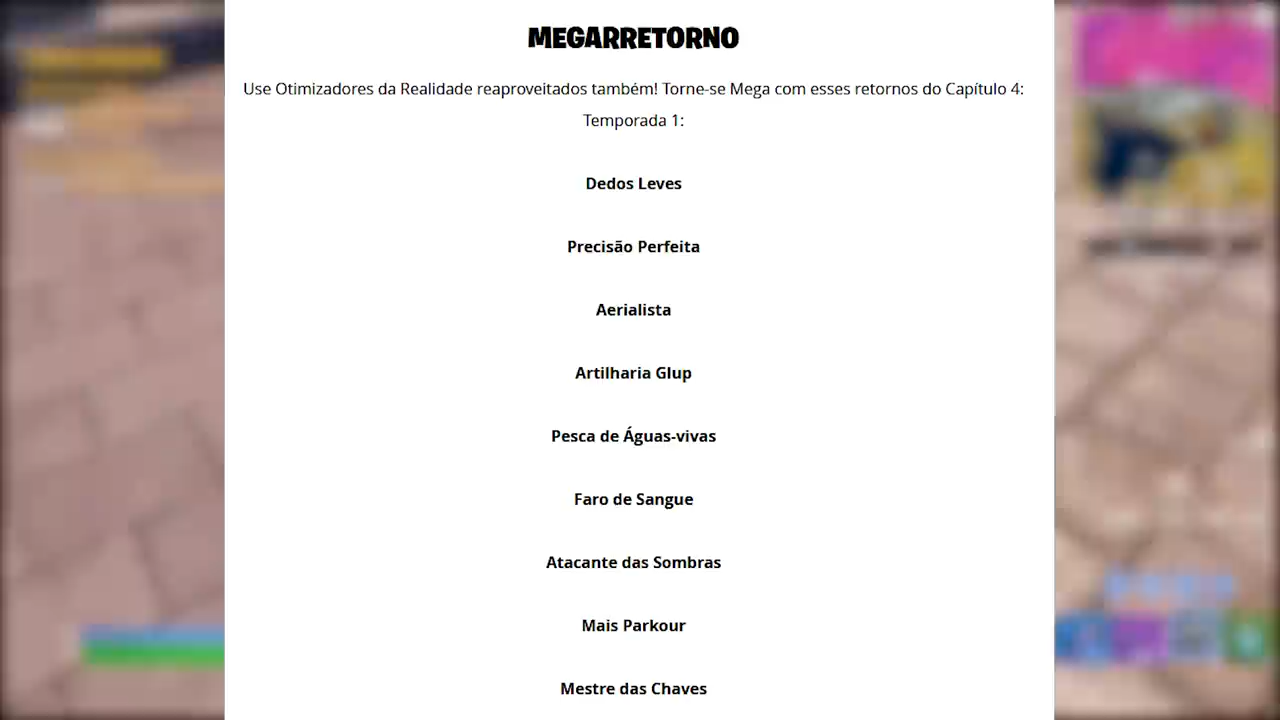 MEGARRETORNO
Use Otimizadores da Realidade reaproveitados também! Torne-se Mega com esses retornos do Capítulo 4:
Temporada 1:
Dedos Leves
Precisão Perfeita
Aerialista
Artilharia Glup
Pesca de Águas-vivas
Faro de Sangue
Atacante das Sombras
Mais Parkour
Mestre das Chaves